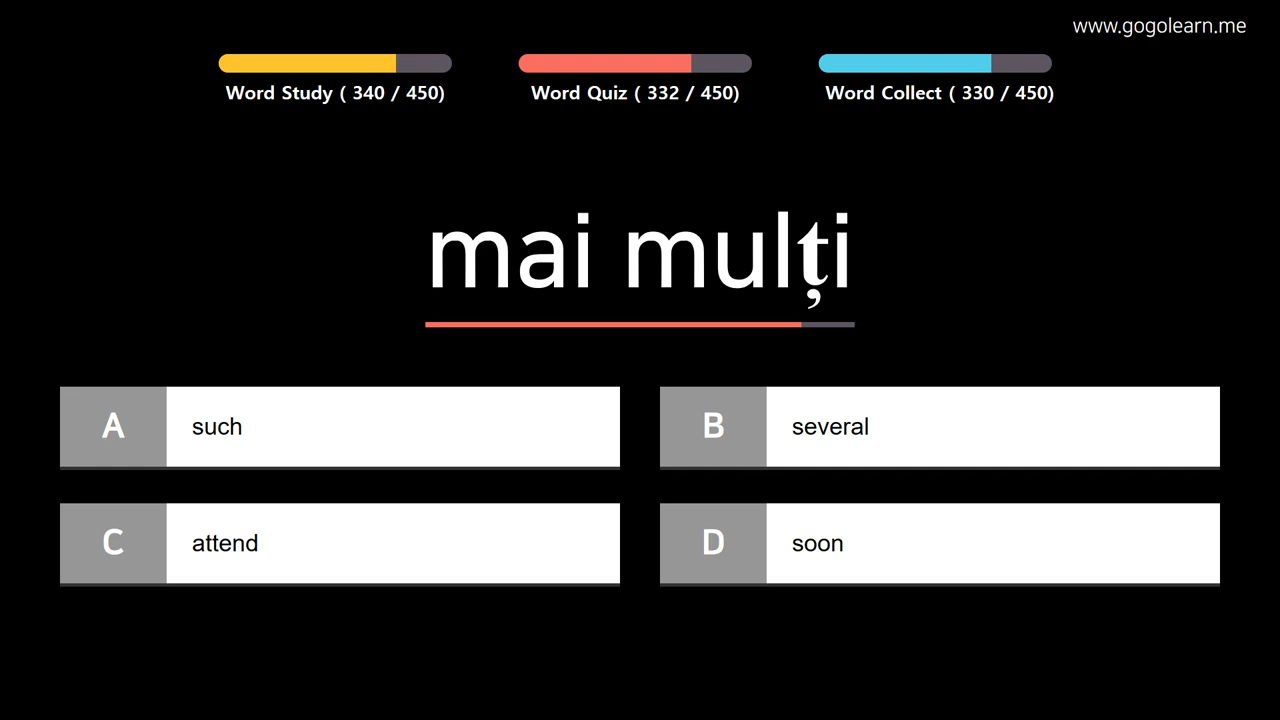 www.gogolearn.me
Word Study ( 340 / 450)
Word Quiz ( 332 / 450)
Word Collect ( 330 / 450)
mai mulți
A such
B several
C attend
D soon